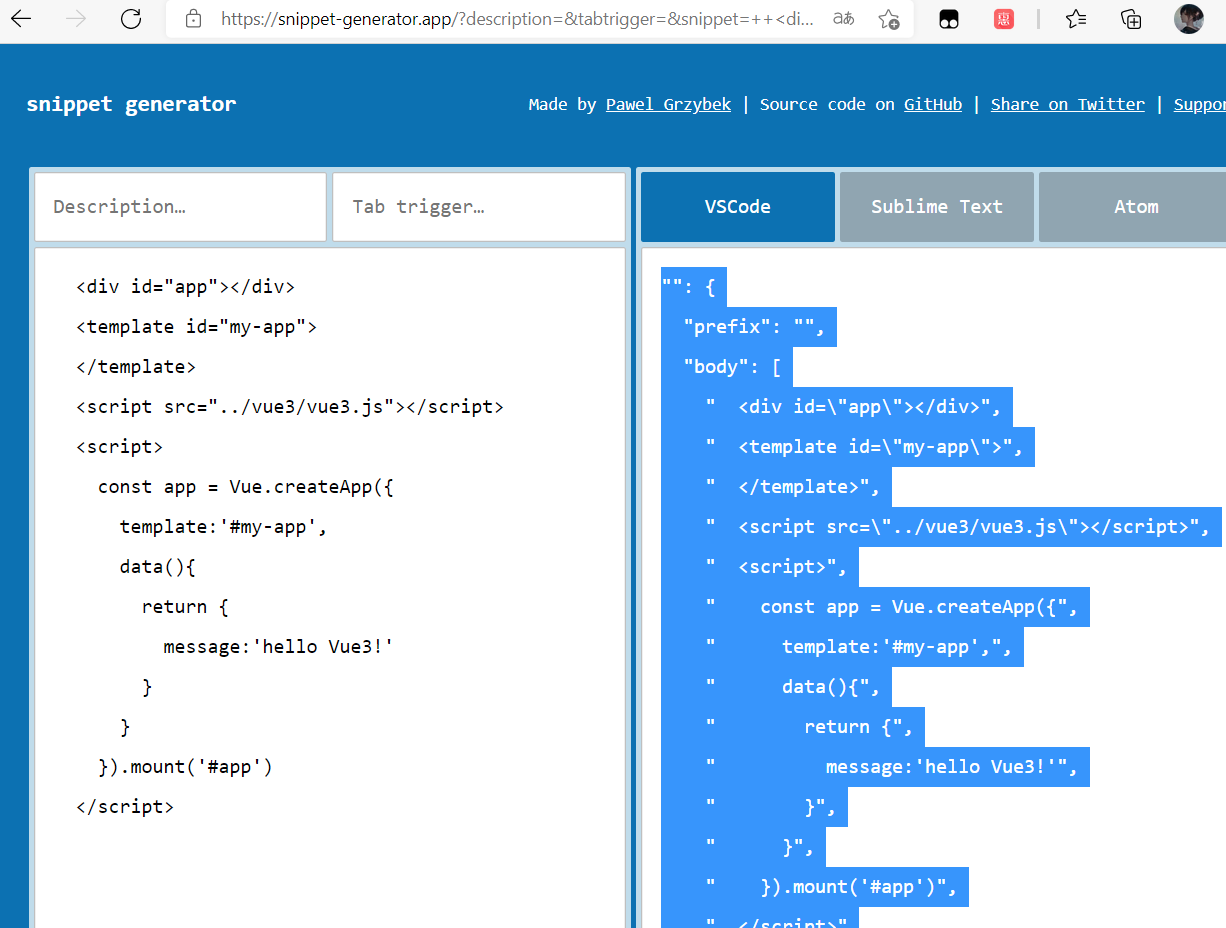 https://snippet-generator.app/?description=&tabtrigger=&snippet=++<di...
aあ
惠
snippet generator
Made by Pawel Grzybek | Source code on GitHub | Share on Twitter | Suppor
Description…
Tab trigger…
VSCode
Sublime Text
Atom
<div id="app"></div>
<template id="my-app">
</template>
<script src="../vue3/vue3.js"></script>
<script>
const app = Vue.createApp({
template:'#my-app',
data(){
return {
message:'hello Vue3!'
}
}
}).mount('#app')
</script>
"": {
"prefix": "",
"body": [
"  <div id=\"app\"></div>",
"  <template id=\"my-app\">",
"  </template>",
"  <script src=\"../vue3/vue3.js\"></script>",
"  <script>",
"    const app = Vue.createApp({",
"      template:'#my-app',",
"      data(){",
"        return {",
"          message:'hello Vue3!'",
"        }",
"      }",
"    }).mount('#app')",
"  </script>"